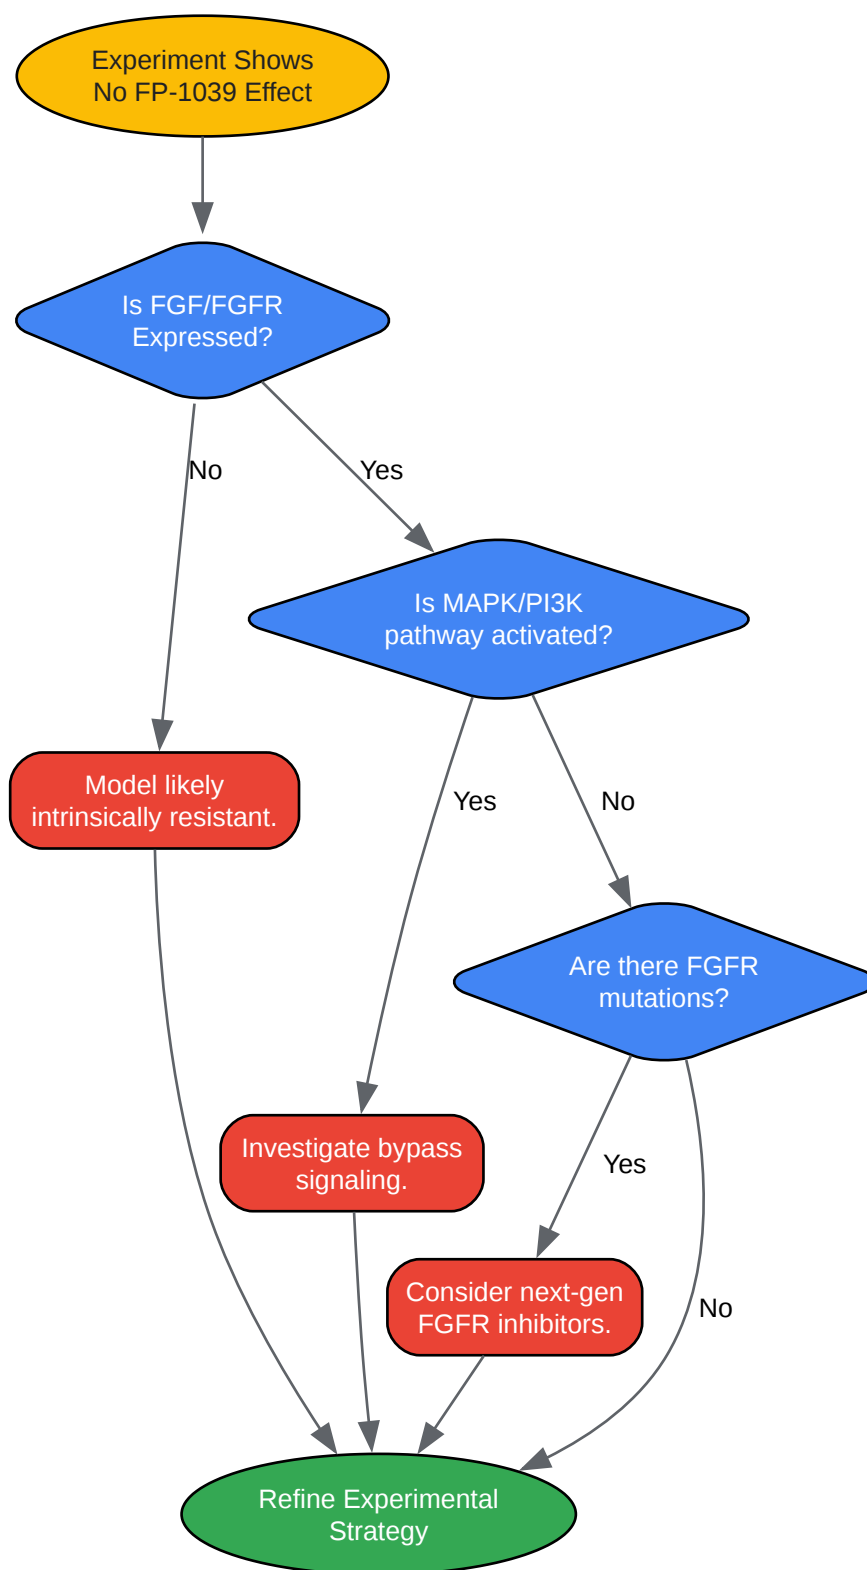 Experiment Shows
No FP-1039 Effect
Is FGF/FGFR
Expressed?
No
Yes
Is MAPK/PI3K
pathway activated?
Model likely
intrinsically resistant.
Yes
No
Are there FGFR
mutations?
Investigate bypass
signaling.
Yes
Consider next-gen
FGFR inhibitors.
No
Refine Experimental
Strategy